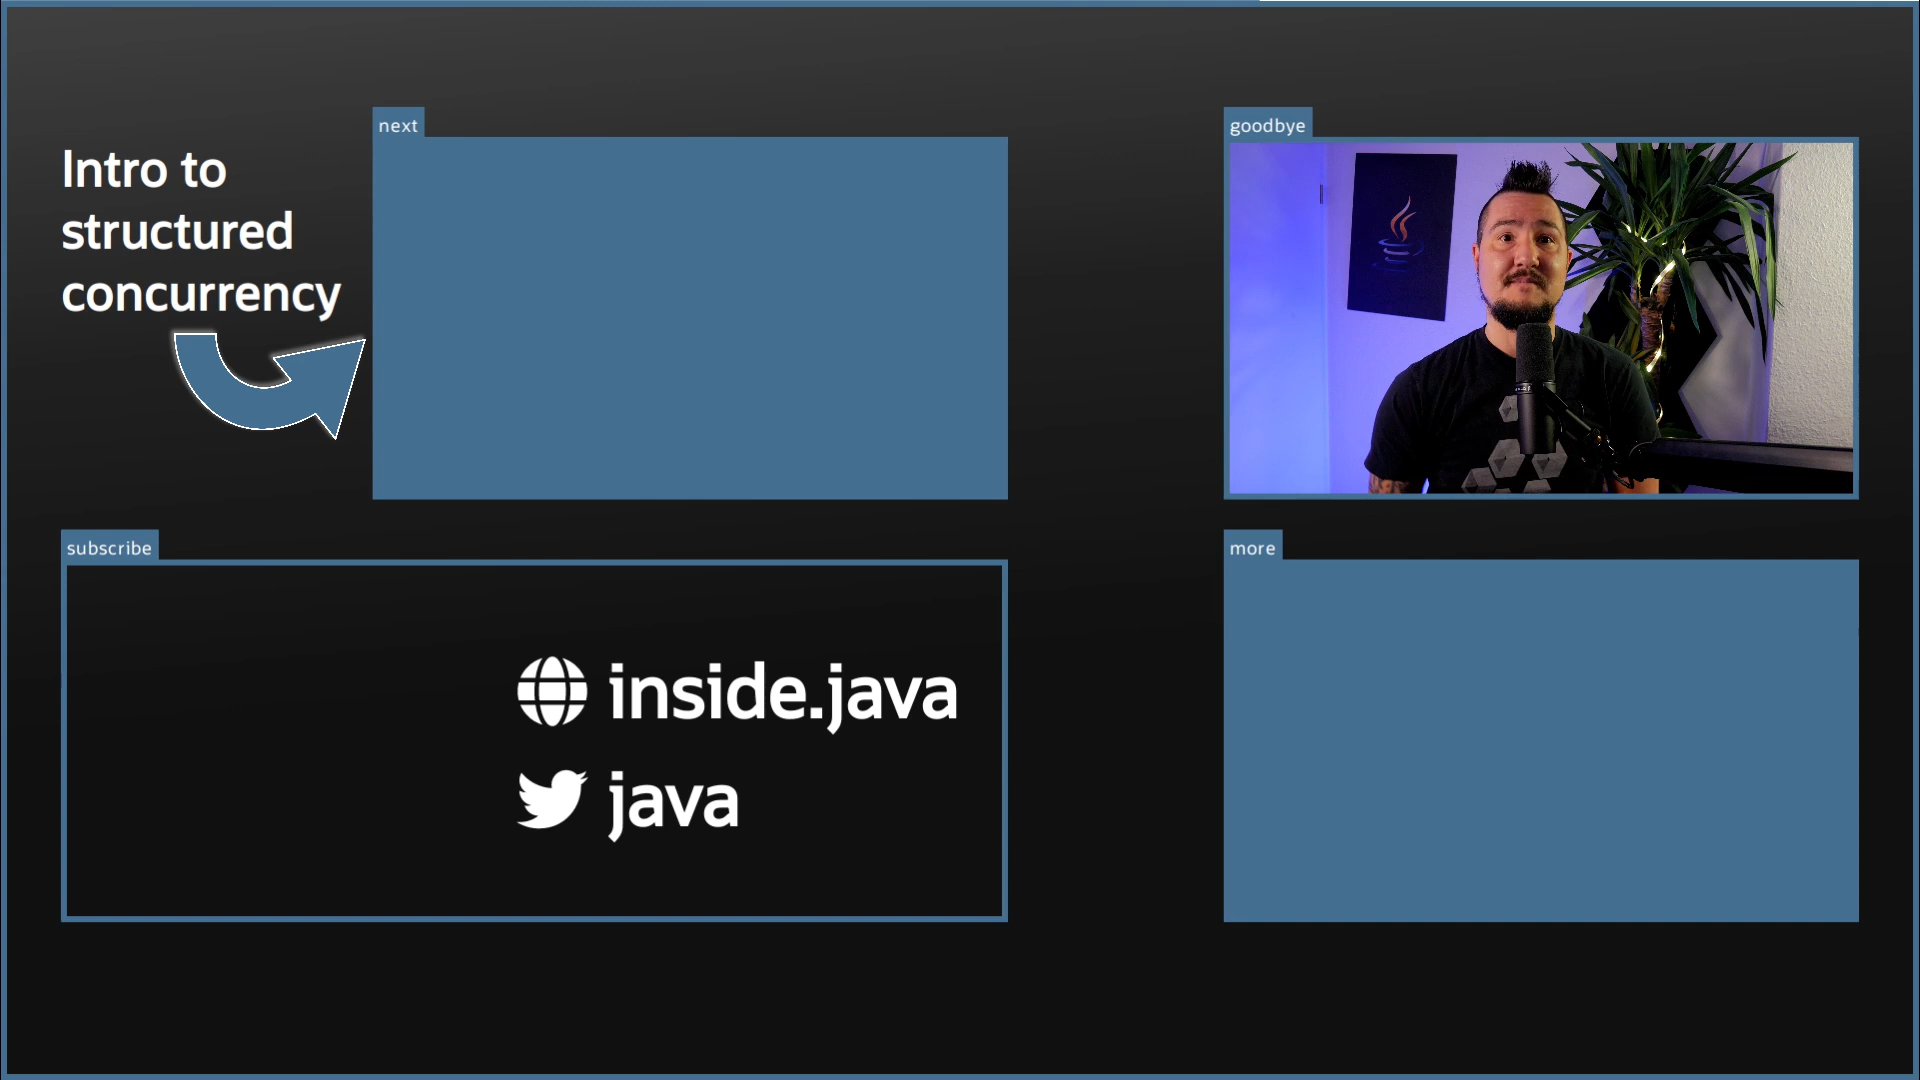 next
goodbye
Intro to
structured
concurrency
subscribe
more
inside.java
java